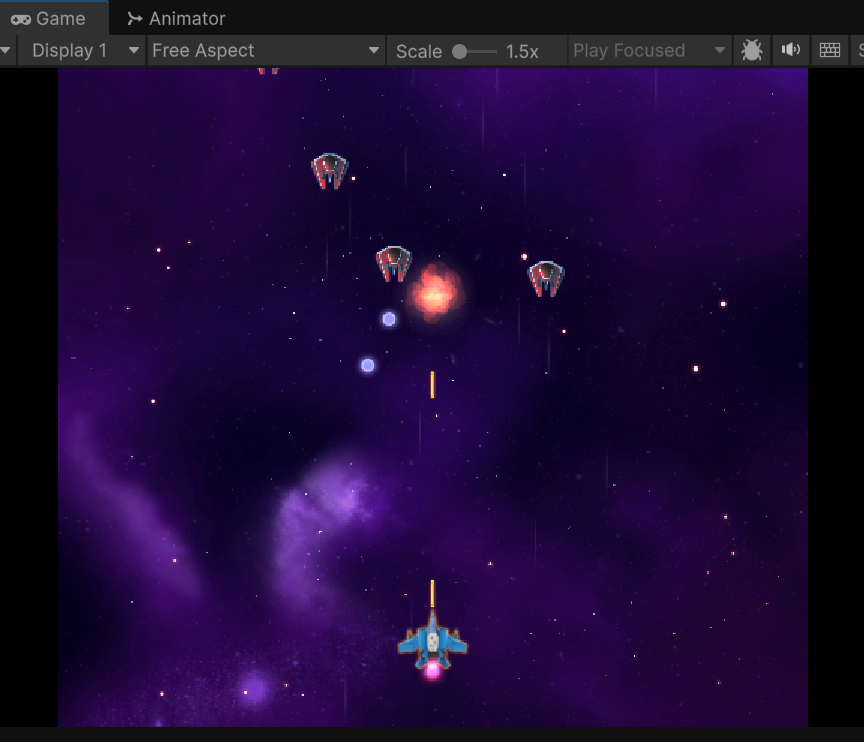 Game Animator
Display 1 Free Aspect Scale 1.5x Play Focused